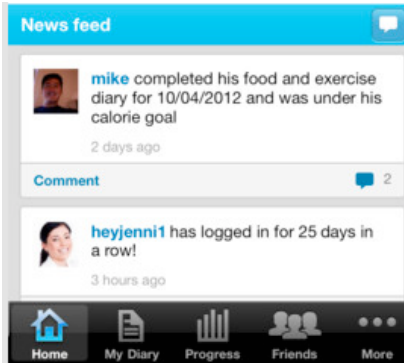 News feed
mike completed his food and exercise
diary for 10/04/2012 and was under his
calorie goal
2 days ago
Comment
2
heyjenni1 has logged in for 25 days in
a row!
3 hours ago
Home My Diary Progress Friends More